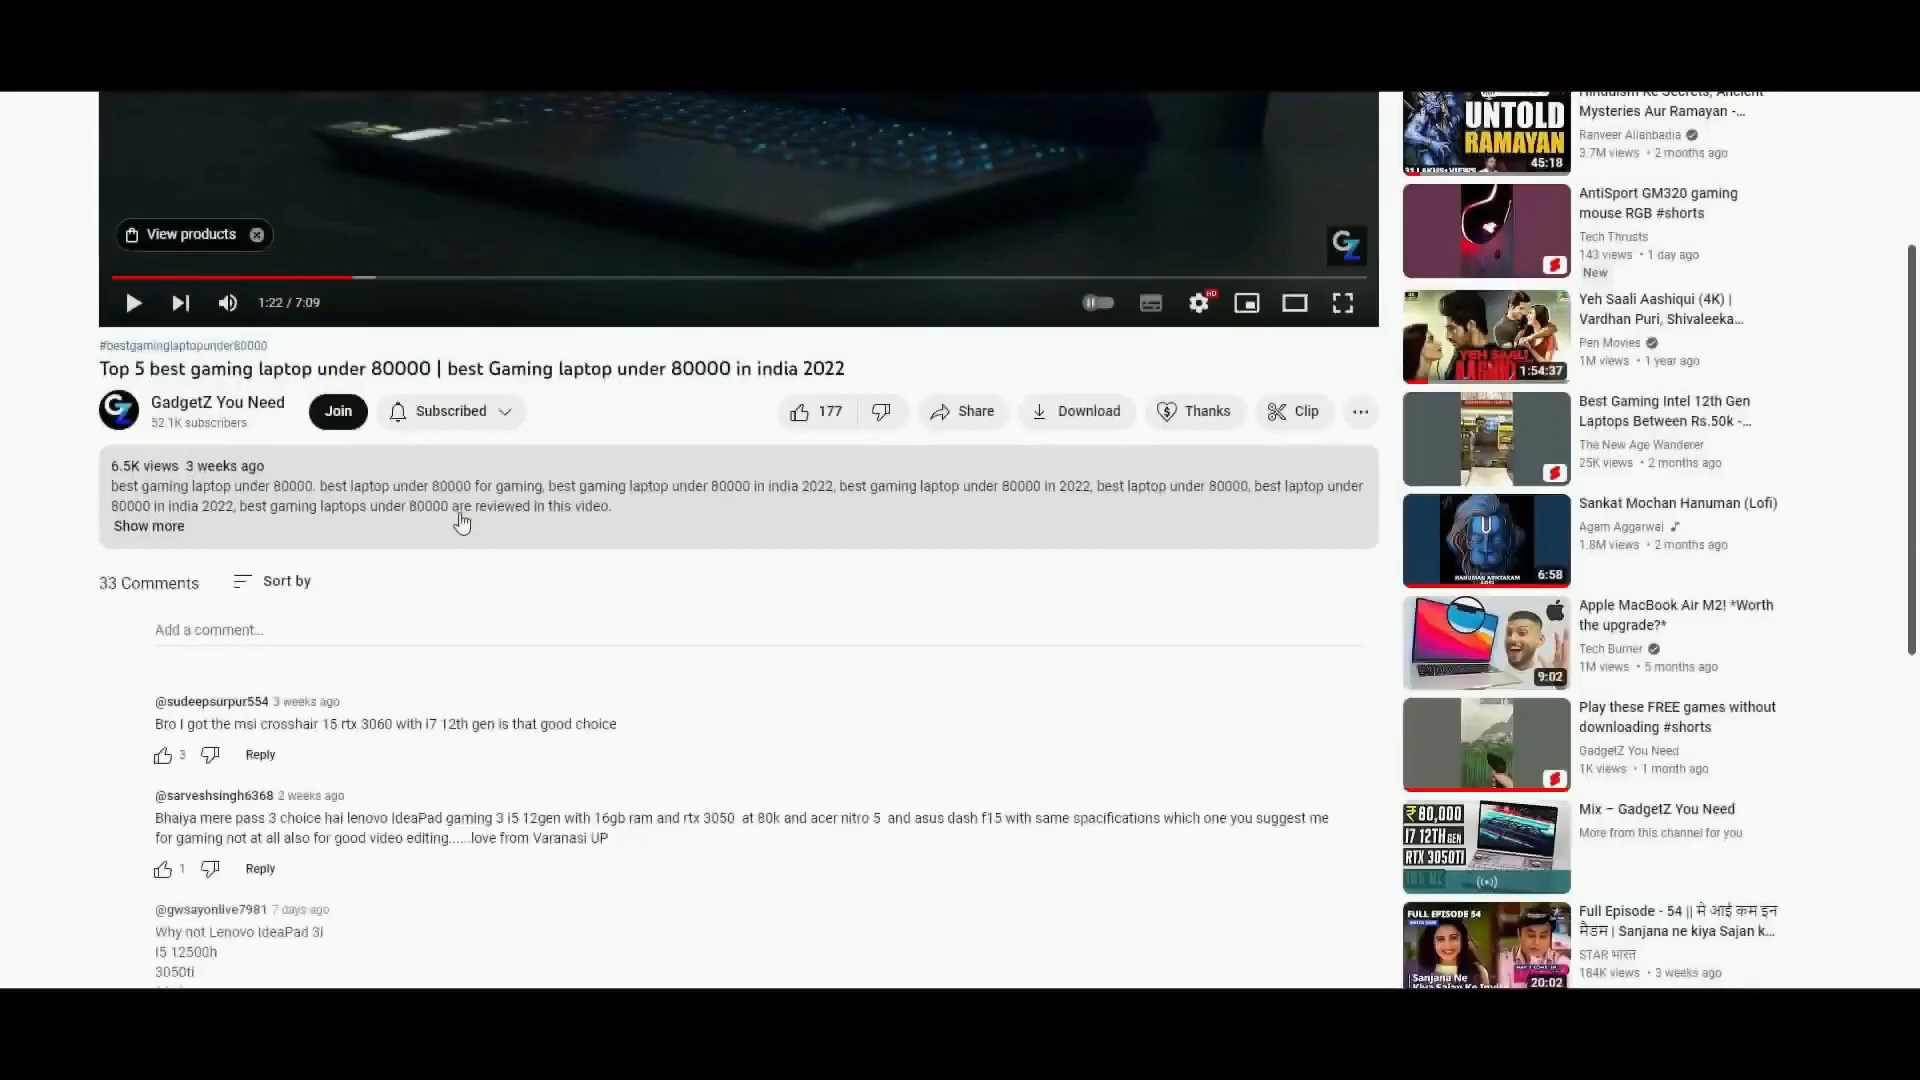 View products
1:22 / 7:09
HD
#bestgaminglaptopunder80000
Top 5 best gaming laptop under 80000 | best Gaming laptop under 80000 in india 2022
GadgetZ You Need
52.1K subscribers
Join
Subscribed
177
Share
Download
Thanks
Clip
6.5K views 3 weeks ago
best gaming laptop under 80000. best laptop under 80000 for gaming, best gaming laptop under 80000 in india 2022, best gaming laptop under 80000 in 2022, best laptop under 80000, best laptop under
80000 in india 2022, best gaming laptops under 80000 are reviewed in this video.
Show more
33 Comments
Sort by
Add a comment...
@sudeepsurpur554 3 weeks ago
Bro I got the msi crosshair 15 rtx 3060 with i7 12th gen is that good choice
3
Reply
@sarveshsingh6368 2 weeks ago
Bhaiya mere pass 3 choice hai lenovo IdeaPad gaming 3 i5 12gen with 16gb ram and rtx 3050 at 80k and acer nitro 5 and asus dash f15 with same spacifications which one you suggest me
for gaming not at all also for good video editing......love from Varanasi UP
1
Reply
@gwsayonlive7981 7 days ago
Why not Lenovo IdeaPad 3i
I5 12500h
3050ti
Hinduism Ke Secrets, Ancient
Mysteries Aur Ramayan -...
Ranveer Allahbadia
3.7M views • 2 months ago
UNTOLD
RAMAYAN
45:18
AntiSport GM320 gaming
mouse RGB #shorts
Tech Thrusts
143 views • 1 day ago
New
Yeh Saali Aashiqui (4K) |
Vardhan Puri, Shivaleeka...
Pen Movies
1M views • 1 year ago
YEH SAALI
AASHIQUI
1:54:37
Best Gaming Intel 12th Gen
Laptops Between Rs.50k -...
The New Age Wanderer
25K views • 2 months ago
Sankat Mochan Hanuman (Lofi)
Agam Aggarwal
1.8M views • 2 months ago
HANUMAN ASHTAKAM
LOFI
6:58
Apple MacBook Air M2! *Worth
the upgrade?*
Tech Burner
1M views • 5 months ago
9:02
Play these FREE games without
downloading #shorts
GadgetZ You Need
1K views • 1 month ago
Mix – GadgetZ You Need
More from this channel for you
₹80,000
I7 12TH GEN
RTX 3050TI
Full Episode - 54 || मे आई कम इन
मैडम | Sanjana ne kiya Sajan k...
STAR भारत
184K views • 3 weeks ago
FULL EPISODE 54
Sanjana Ne
Kiya Sajan Ko Invite
20:02